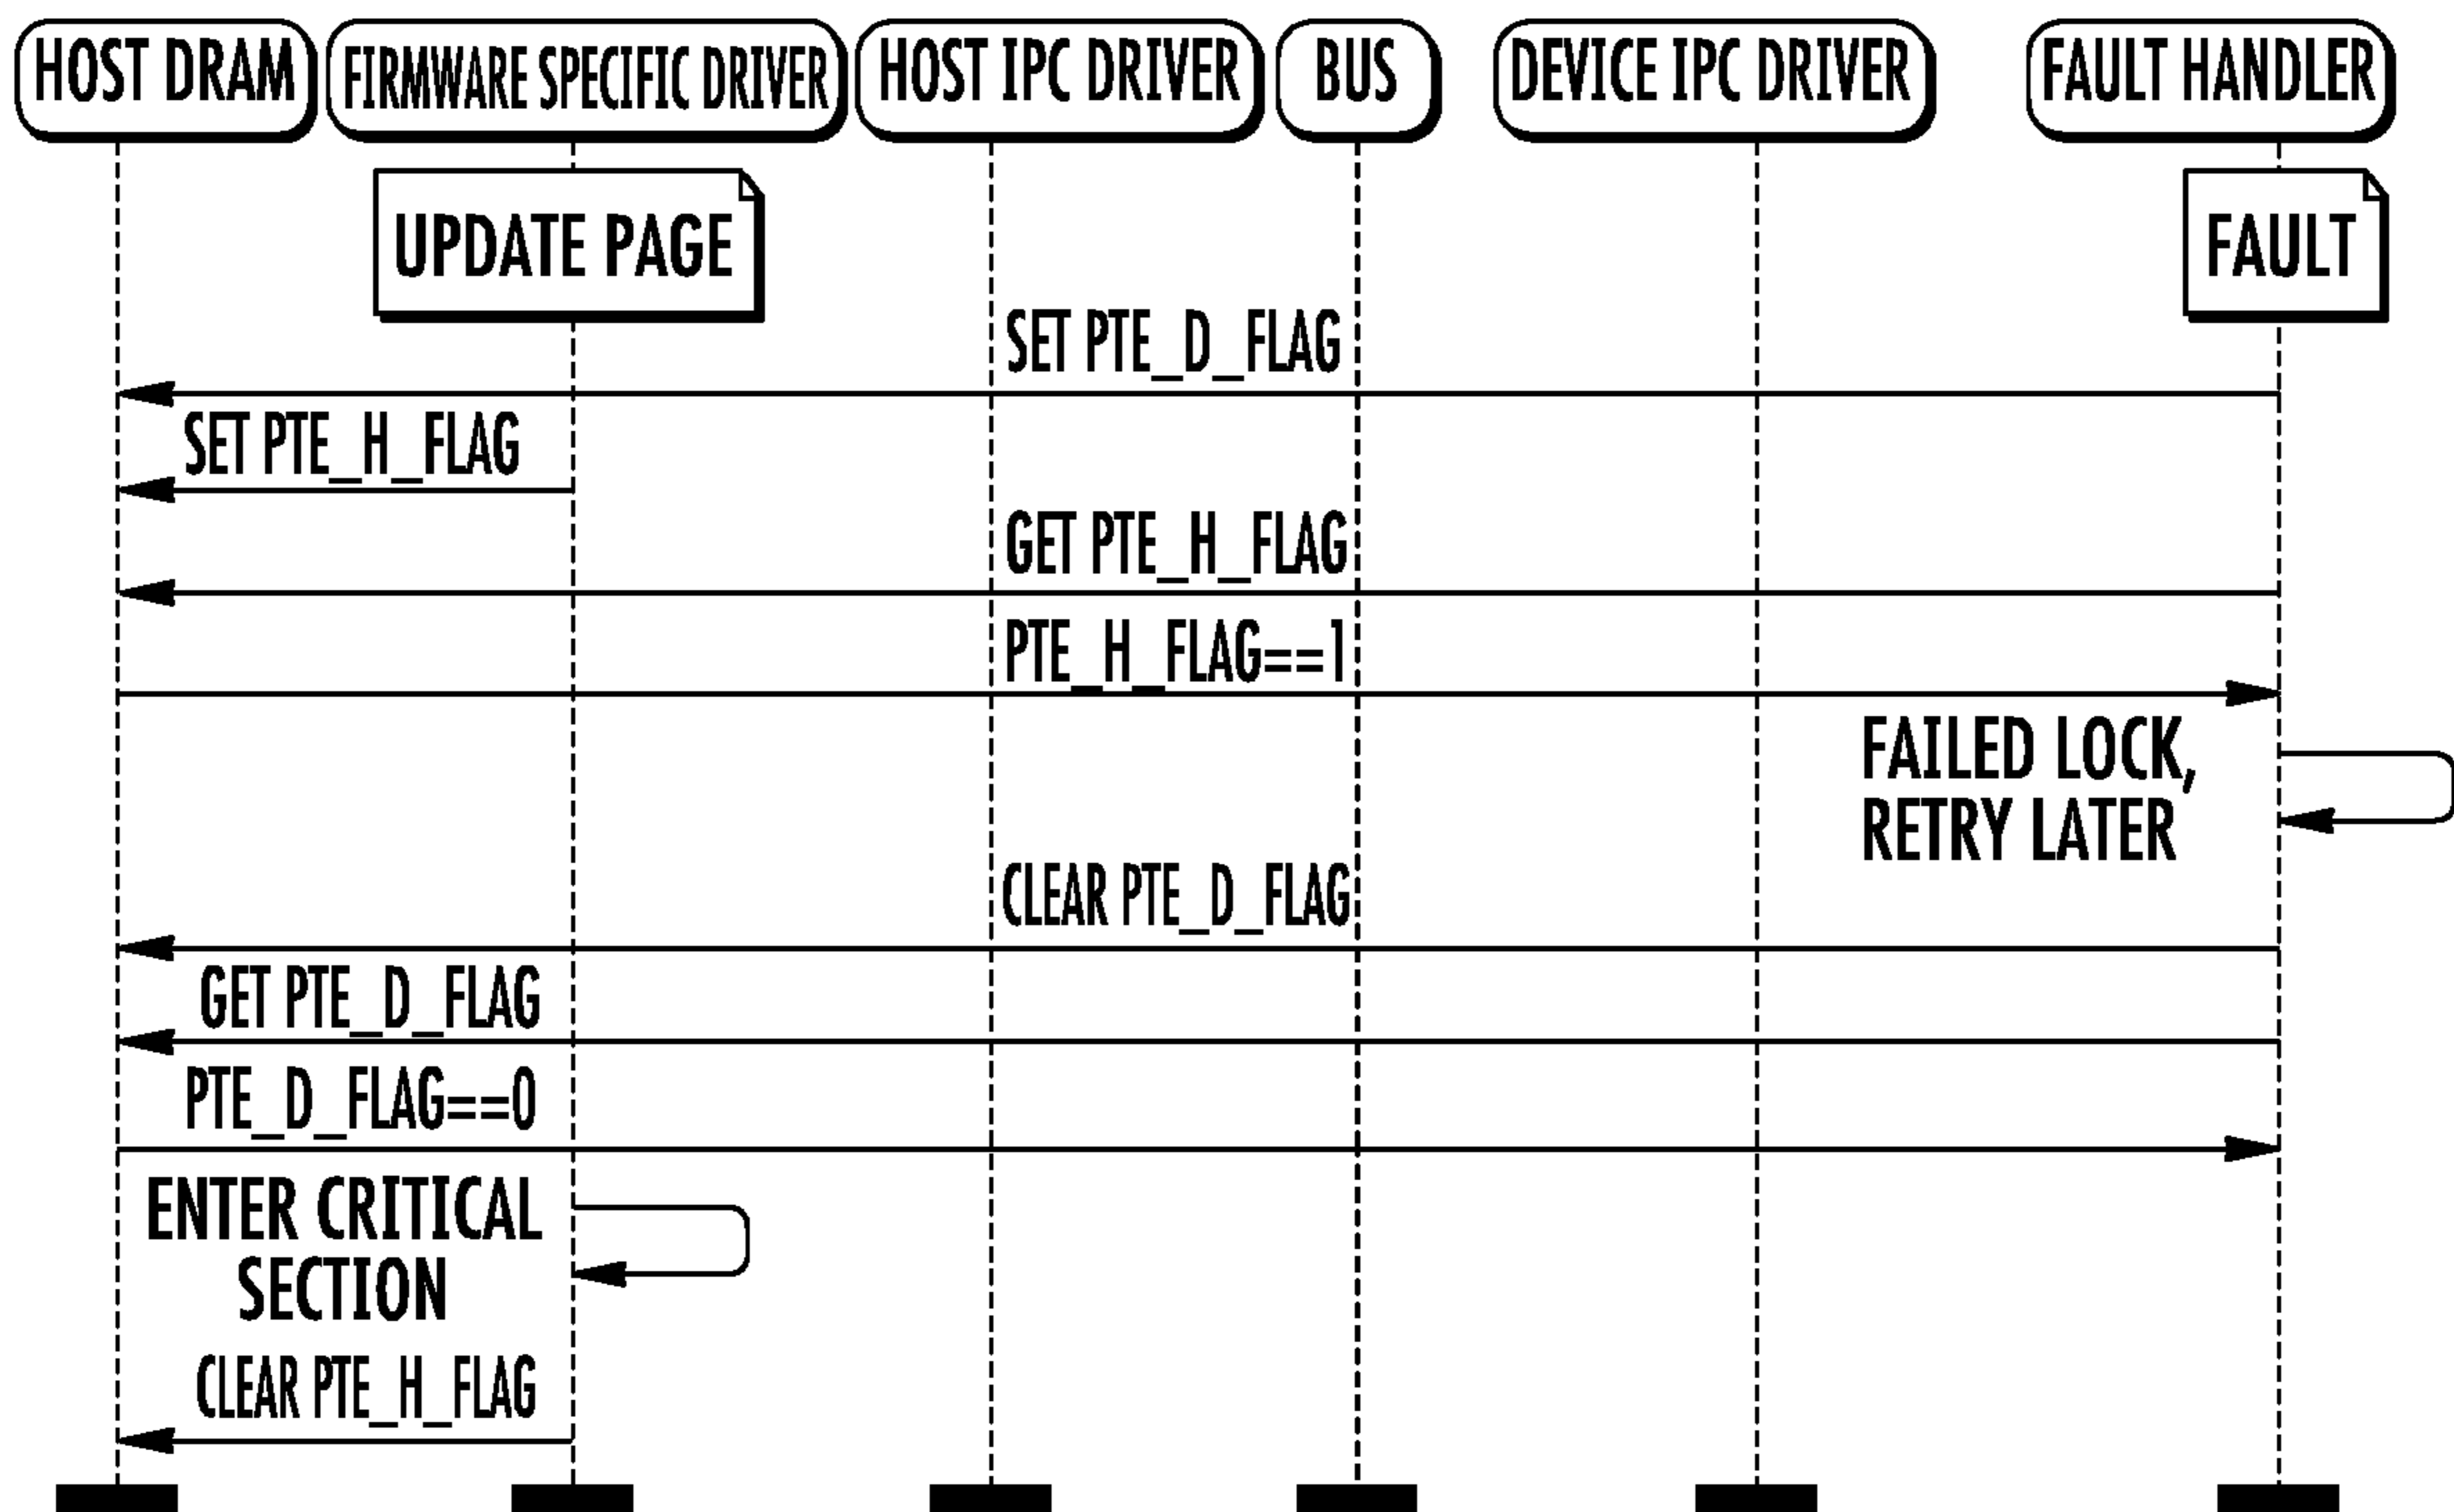 HOST DRAM
FIRMWARE SPECIFIC DRIVER
HOST IPC DRIVER
BUS
DEVICE IPC DRIVER
FAULT HANDLER
UPDATE PAGE
FAULT
SET PTE_D_FLAG
SET PTE_H_FLAG
GET PTE_H_FLAG
PTE_H_FLAG==1
FAILED LOCK,
RETRY LATER
CLEAR PTE_D_FLAG
GET PTE_D_FLAG
PTE_D_FLAG==0
ENTER CRITICAL
SECTION
CLEAR PTE_H_FLAG